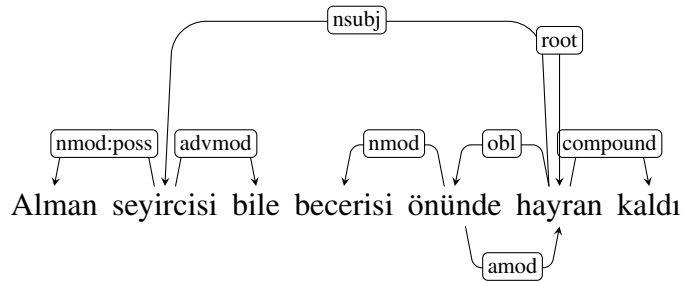 nsubj
root
nmod:poss advmod nmod obl compound
Alman seyircisi bile becerisi önünde hayran kaldı
amod